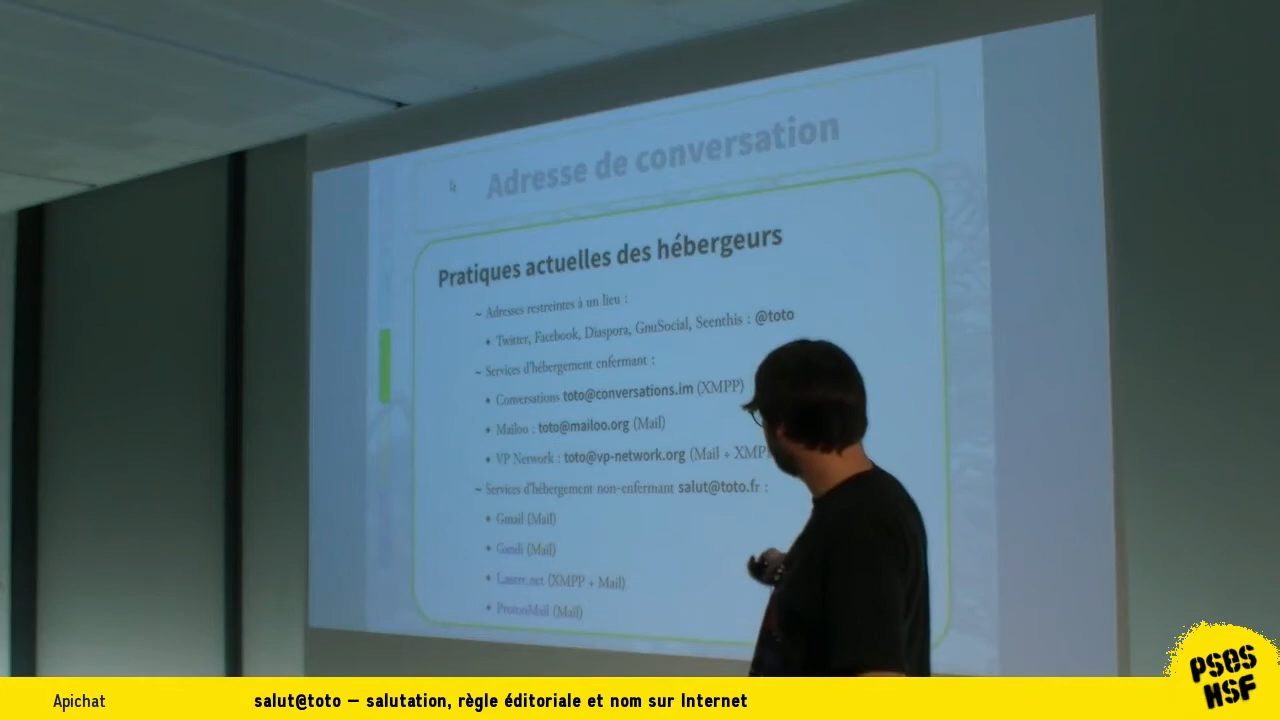 Adresse de conversation
Pratiques actuelles des hébergeurs
~ Adresses restreintes à un lieu :
• Twitter, Facebook, Diaspora, GnuSocial, Seenthis : @toto
~ Services d'hébergement enfermant :
• Conversations toto@conversations.im (XMPP)
• Mailoo : toto@mailoo.org (Mail)
• VP Network : toto@vp-network.org (Mail + XMP
~ Services d'hébergement non-enfermant salut@toto.fr :
• Gmail (Mail)
• Gandi (Mail)
• (XMPP + Mail)
• ProtonMail (Mail)
Apichat salut@toto – salutation, règle éditoriale et nom sur Internet
PSES
HSF